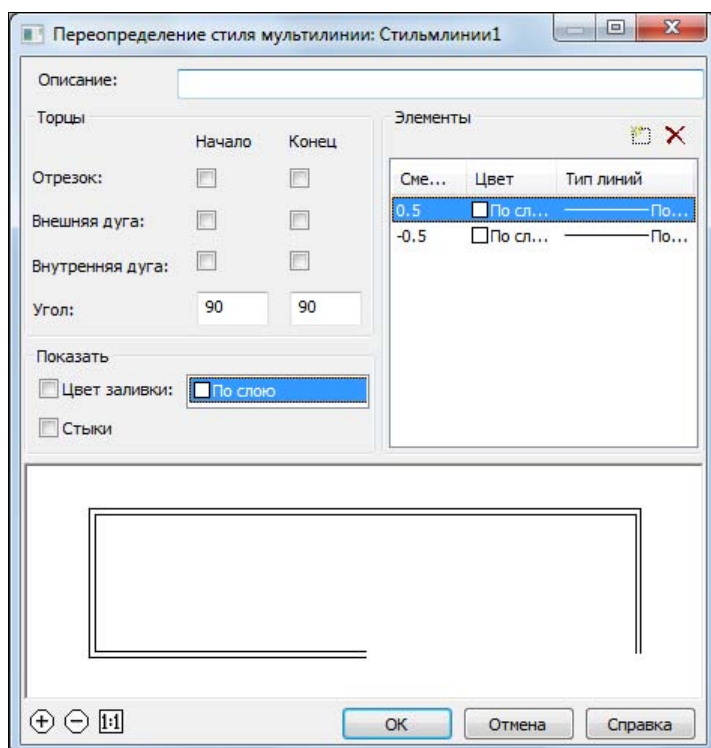 Переопределение стиля мультилинии: Стильмлинии1
Описание:
Торцы
Начало Конец
Отрезок:
Внешняя дуга:
Внутренняя дуга:
Угол: 90 90
Показать
Цвет заливки: По слою
Стыки
Элементы
Сме... Цвет Тип линий
0.5 По сл... По...
-0.5 По сл... По...
1:1
ОК Отмена Справка